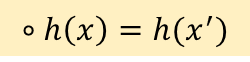 ∘ h(x) = h(x′)